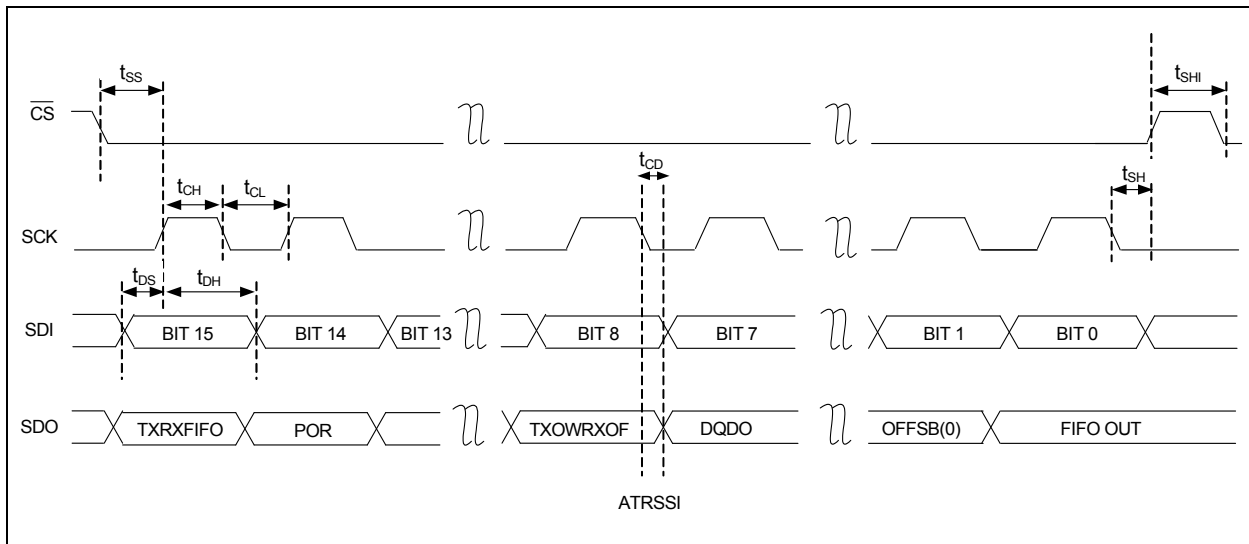 tSS
tSHI
CS
tCD
tCH
tCL
tSH
SCK
tDS
tDH
SDI
BIT 15
BIT 14
BIT 13
BIT 8
BIT 7
BIT 1
BIT 0
SDO
TXRXFIFO
POR
TXOWRXOF
DQDO
OFFSB(0)
FIFO OUT
ATRSSI